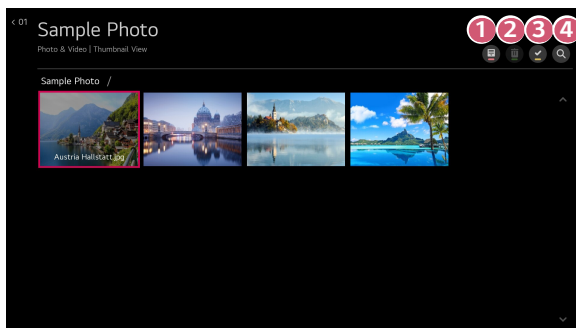 < 01
Sample Photo
1 2 3 4
Photo & Video | Thumbnail View
Sample Photo /
Austria Hallstatt.jpg